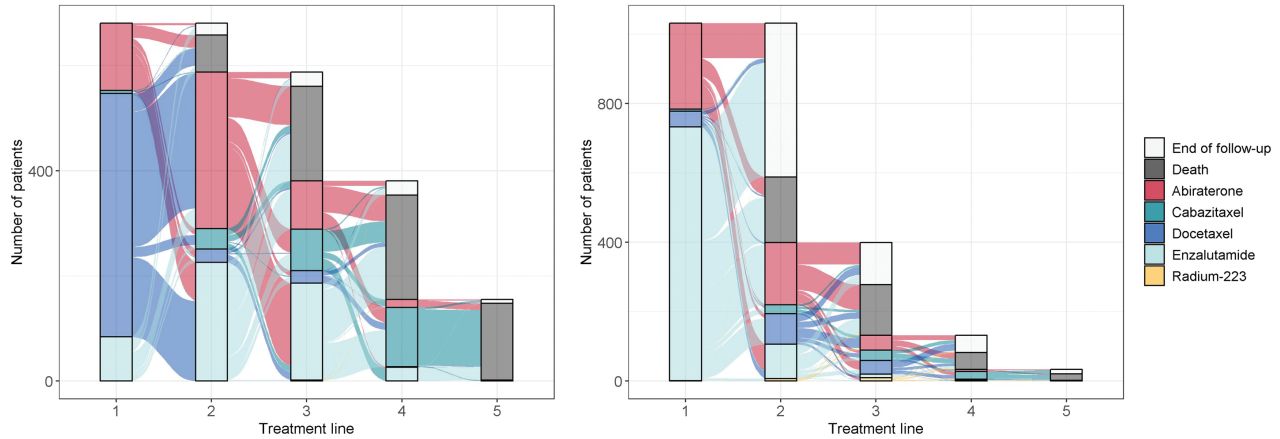 Number of patients
400
0
1
2
3
4
5
Treatment line
Number of patients
800
400
0
1
2
3
4
5
Treatment line
End of follow-up
Death
Abiraterone
Cabazitaxel
Docetaxel
Enzalutamide
Radium-223